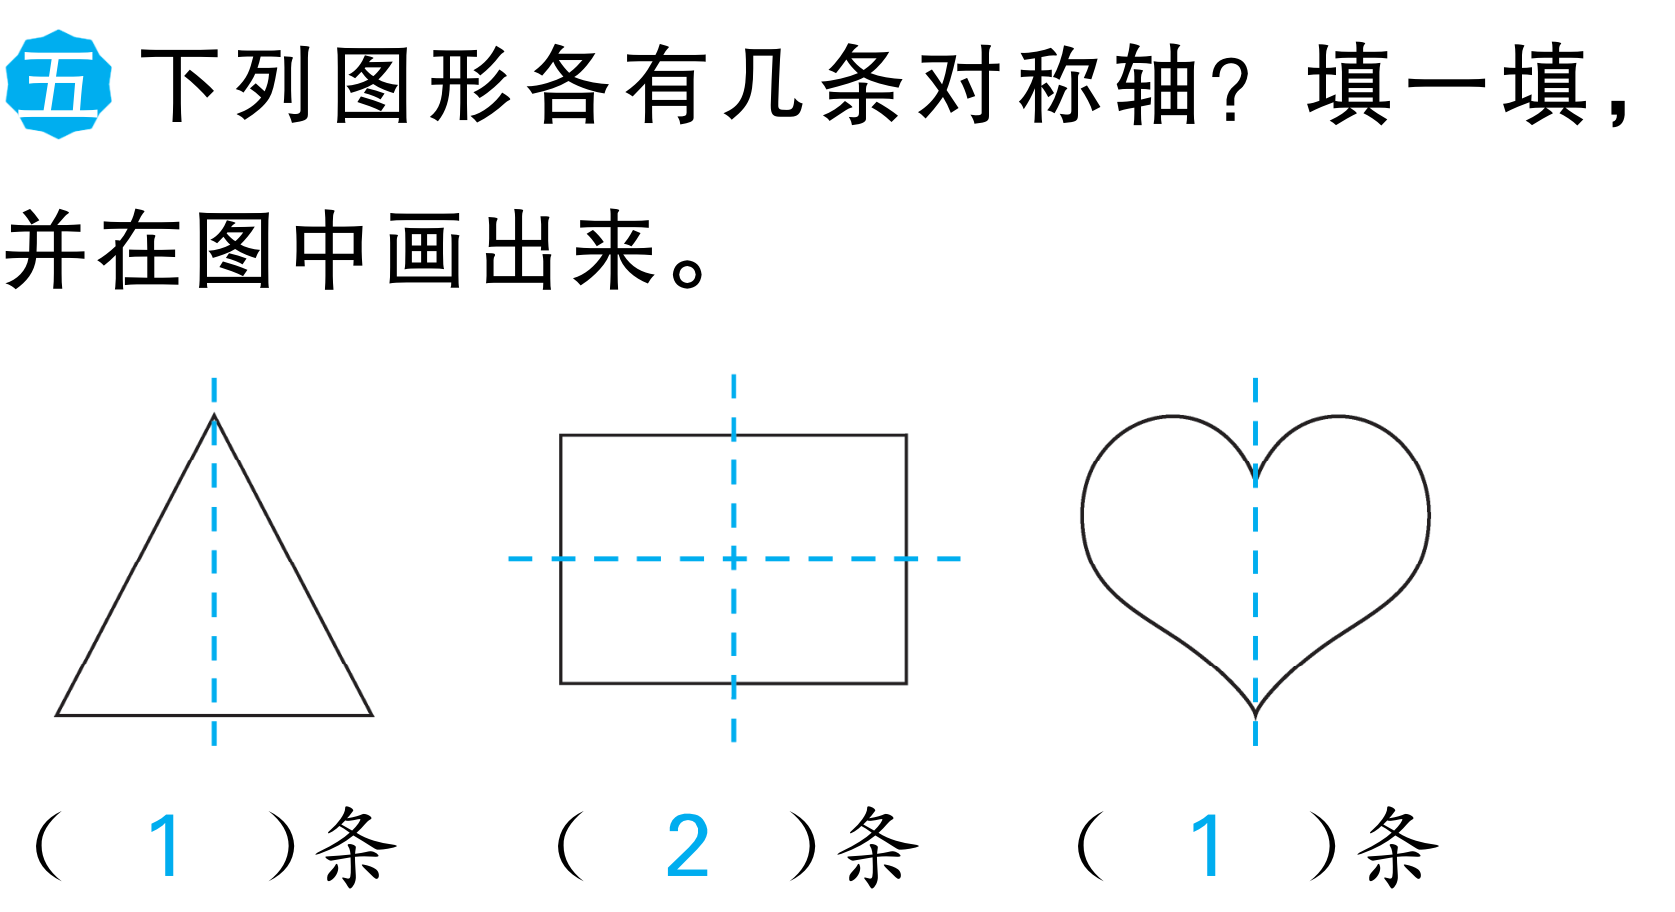 五 下列图形各有几条对称轴？填一填，
并在图中画出来。
（ 1 ）条 （ 2 ）条 （ 1 ）条